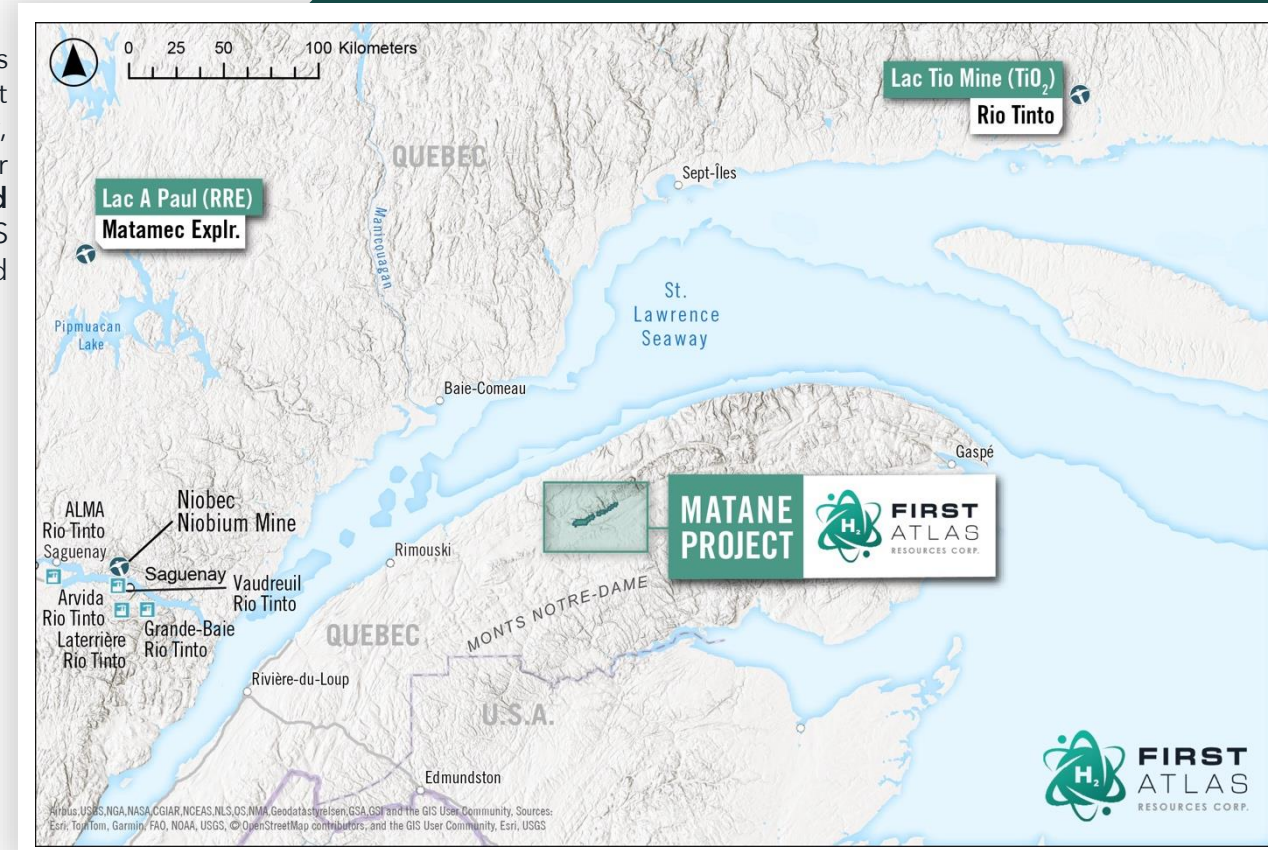 s
t
,
r
d
S
d
0 25 50 100 Kilometers
Lac Tio Mine (TiO₂)
Rio Tinto
QUEBEC
Sept-Îles
Lac A Paul (RRE)
Matamec Explr.
Manicouagan
St.
Lawrence
Seaway
Pipmuacan
Lake
Baie-Comeau
Gaspé
MATANE
PROJECT
H₂
FIRST
ATLAS
RESOURCES CORP.
ALMA
Rio Tinto
Niobec
Niobium Mine
Saguenay
Rimouski
Saguenay
Vaudreuil
Rio Tinto
Arvida
Rio Tinto
Laterrière
Rio Tinto
Grande-Baie
Rio Tinto
QUEBEC
MONTS NOTRE-DAME
Rivière-du-Loup
U.S.A.
Edmundston
H₂
FIRST
ATLAS
RESOURCES CORP.
Airbus,USGS,NGA,NASA,CGIAR,NCEAS,NLS,OS,NMA,Geodatastyrelsen,GSA,GSI and the GIS User Community, Sources:
Esri, TomTom, Garmin, FAO, NOAA, USGS, © OpenStreetMap contributors, and the GIS User Community, Esri, USGS